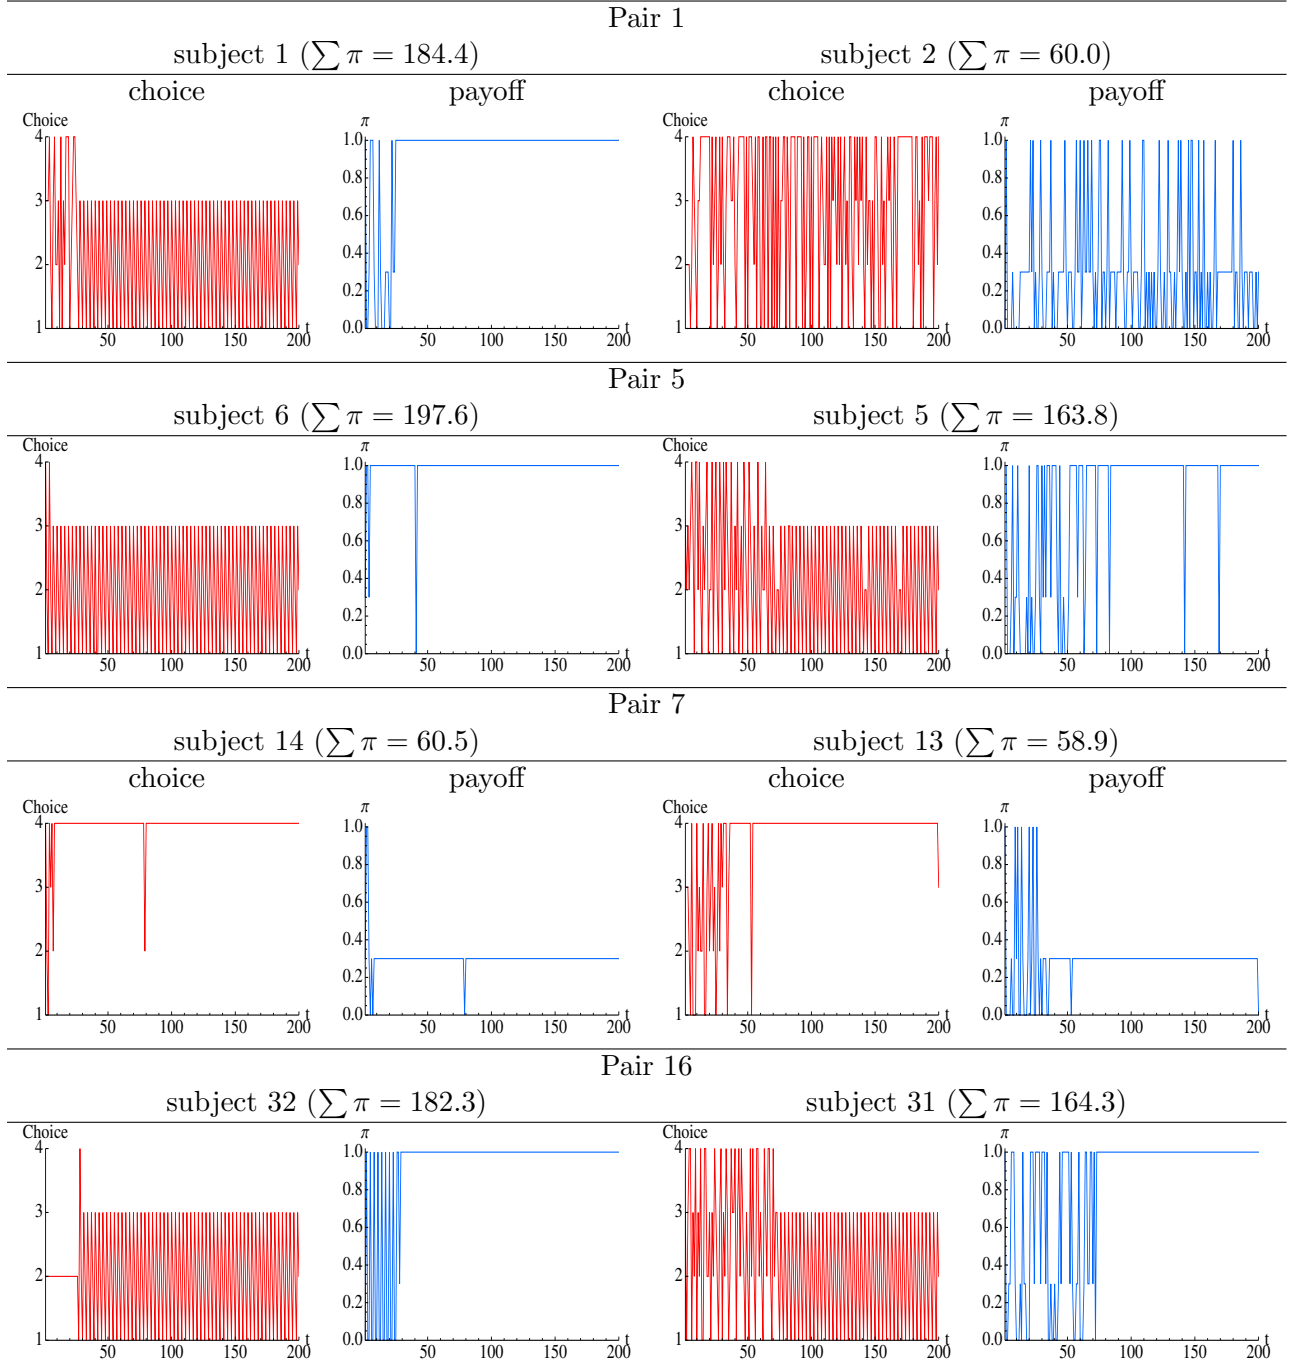 Pair 1
subject 1 (∑ π = 184.4) subject 2 (∑ π = 60.0)
choice payoff choice payoff
Choice π Choice π
4 1.0 4 1.0
0.8 0.8
3 3
0.6 0.6
0.4 0.4
2 2
0.2 0.2
1 t 0.0 t 1 t 0.0 t
50 100 150 200 50 100 150 200 50 100 150 200 50 100 150 200
Pair 5
subject 6 (∑ π = 197.6) subject 5 (∑ π = 163.8)
Choice π Choice π
4 1.0 4 1.0
0.8 0.8
3 3
0.6 0.6
0.4 0.4
2 2
0.2 0.2
1 t 0.0 t 1 t 0.0 t
50 100 150 200 50 100 150 200 50 100 150 200 50 100 150 200
Pair 7
subject 14 (∑ π = 60.5) subject 13 (∑ π = 58.9)
choice payoff choice payoff
Choice π Choice π
4 1.0 4 1.0
0.8 0.8
3 3
0.6 0.6
0.4 0.4
2 2
0.2 0.2
1 t 0.0 t 1 t 0.0 t
50 100 150 200 50 100 150 200 50 100 150 200 50 100 150 200
Pair 16
subject 32 (∑ π = 182.3) subject 31 (∑ π = 164.3)
Choice π Choice π
4 1.0 4 1.0
0.8 0.8
3 3
0.6 0.6
0.4 0.4
2 2
0.2 0.2
1 t 0.0 t 1 t 0.0 t
50 100 150 200 50 100 150 200 50 100 150 200 50 100 150 200